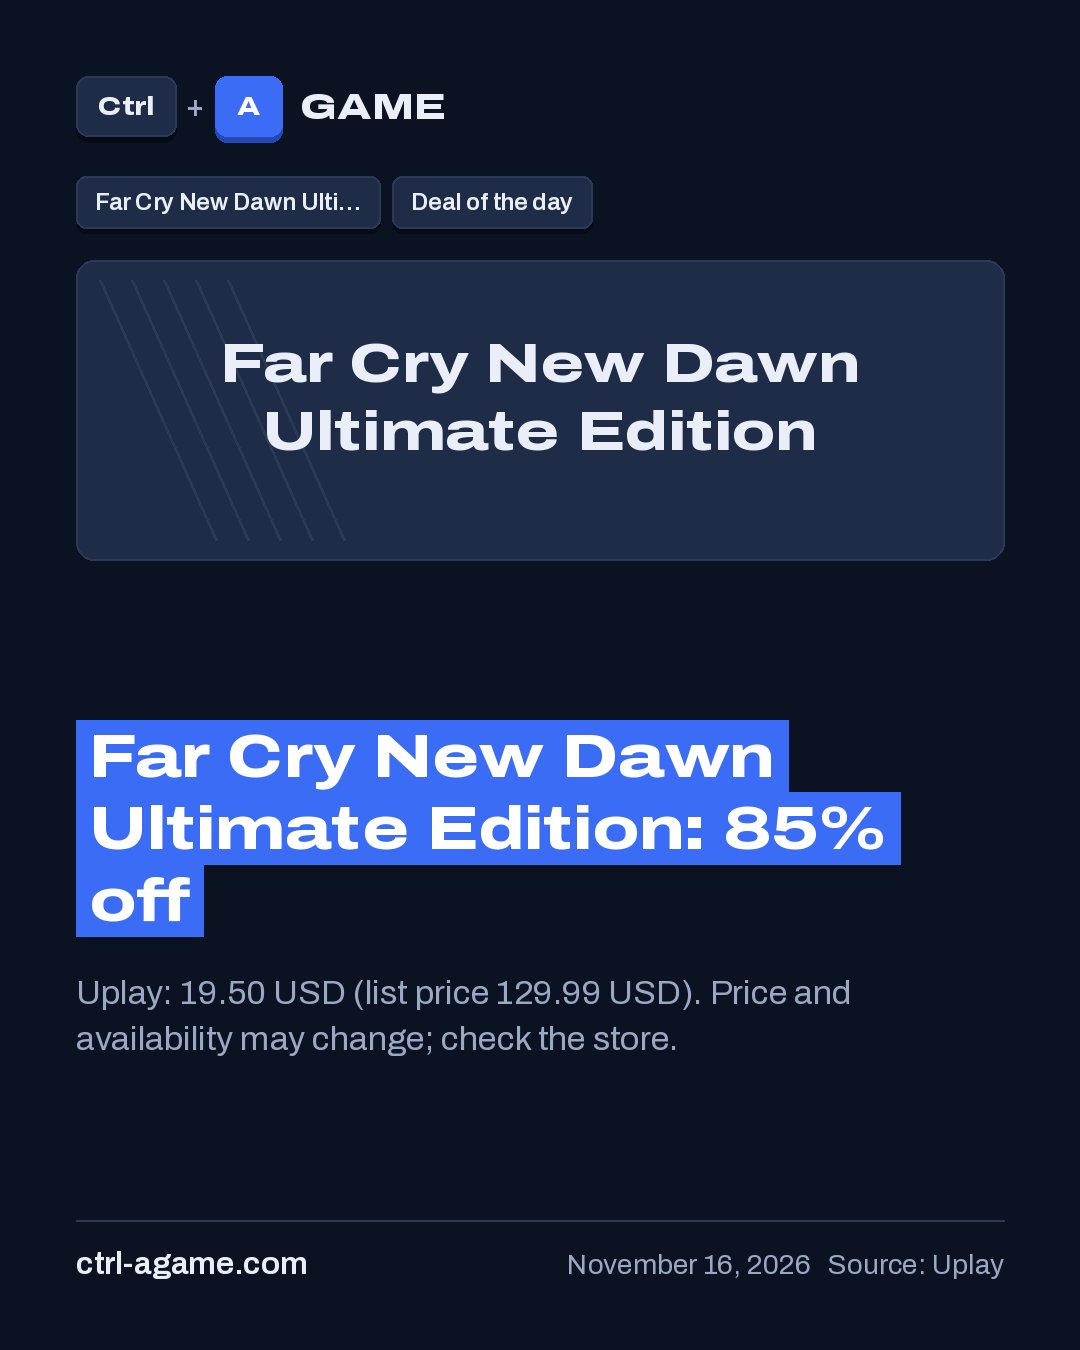 Ctrl + A GAME
Far Cry New Dawn Ulti... Deal of the day
Far Cry New Dawn
Ultimate Edition
Far Cry New Dawn
Ultimate Edition: 85%
off
Uplay: 19.50 USD (list price 129.99 USD). Price and
availability may change; check the store.
ctrl-agame.com November 16, 2026 Source: Uplay